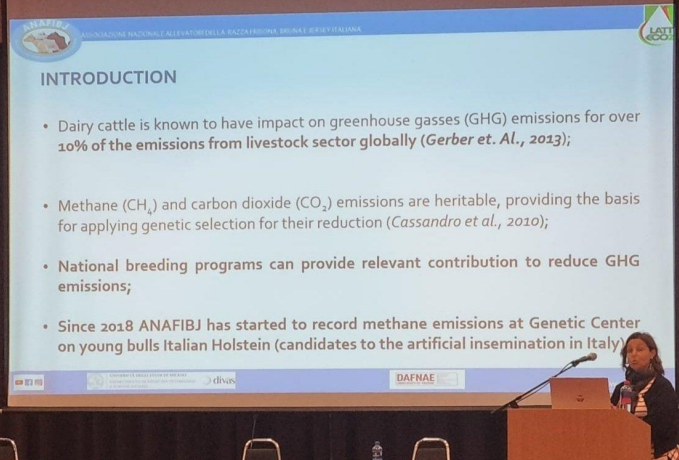 ANAFIBJ
ASSOCIAZIONE NAZIONALE ALLEVATORI DELLA RAZZA FRISONA, BRUNA E JERSEY ITALIANA
LATT
eCO2
INTRODUCTION
• Dairy cattle is known to have impact on greenhouse gasses (GHG) emissions for over
10% of the emissions from livestock sector globally (Gerber et. Al., 2013);
• Methane (CH4) and carbon dioxide (CO2) emissions are heritable, providing the basis
for applying genetic selection for their reduction (Cassandro et al., 2010);
• National breeding programs can provide relevant contribution to reduce GHG
emissions;
• Since 2018 ANAFIBJ has started to record methane emissions at Genetic Center
on young bulls Italian Holstein (candidates to the artificial insemination in Italy)
divas
DAFNAE